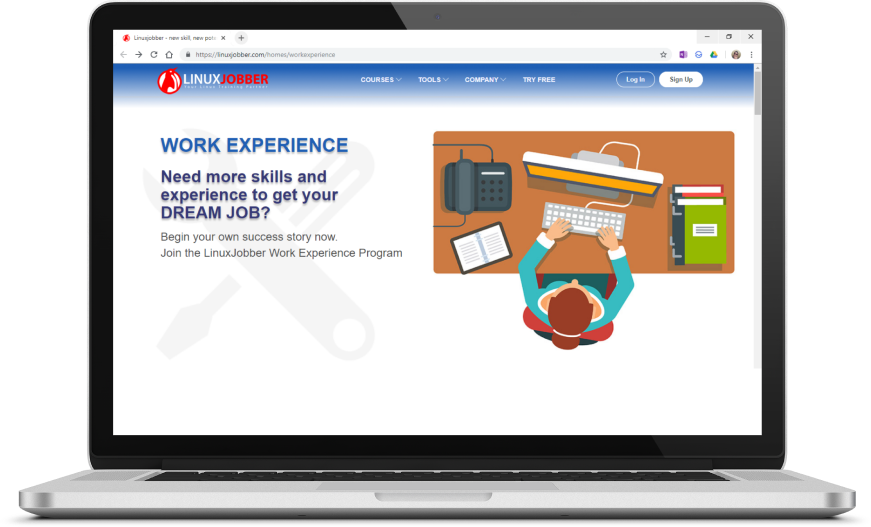 Linuxjobber - new skill, new pote
https://linuxjobber.com/homes/workexperience
LINUXJOBBER
Your Linux Training Partner
COURSES
TOOLS
COMPANY
TRY FREE
Log In
Sign Up
WORK EXPERIENCE
Need more skills and
experience to get your
DREAM JOB?
Begin your own success story now.
Join the LinuxJobber Work Experience Program